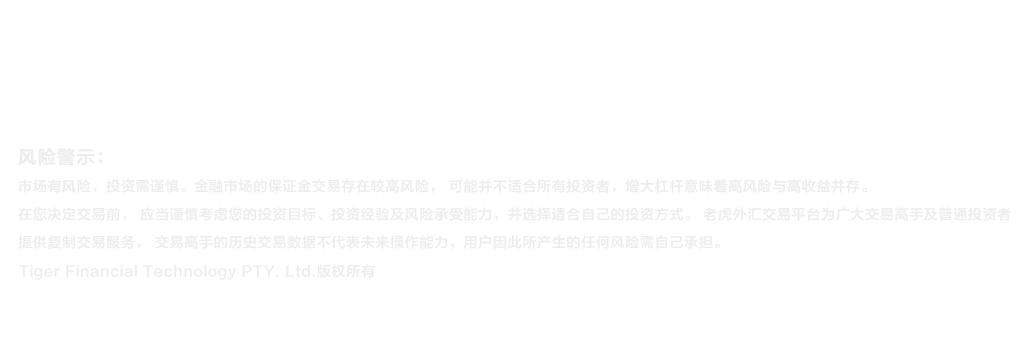 风险警示：
市场有风险，投资需谨慎。金融市场的保证金交易存在较高风险， 可能并不适合所有投资者，增大杠杆意味着高风险与高收益并存。
在您决定交易前， 应当谨慎考虑您的投资目标、投资经验及风险承受能力，并选择适合自己的投资方式。 老虎外汇交易平台为广大交易高手及普通投资者
提供复制交易服务， 交易高手的历史交易数据不代表未来操作能力，用户因此所产生的任何风险需自己承担。
Tiger Financial Technology PTY. Ltd.版权所有